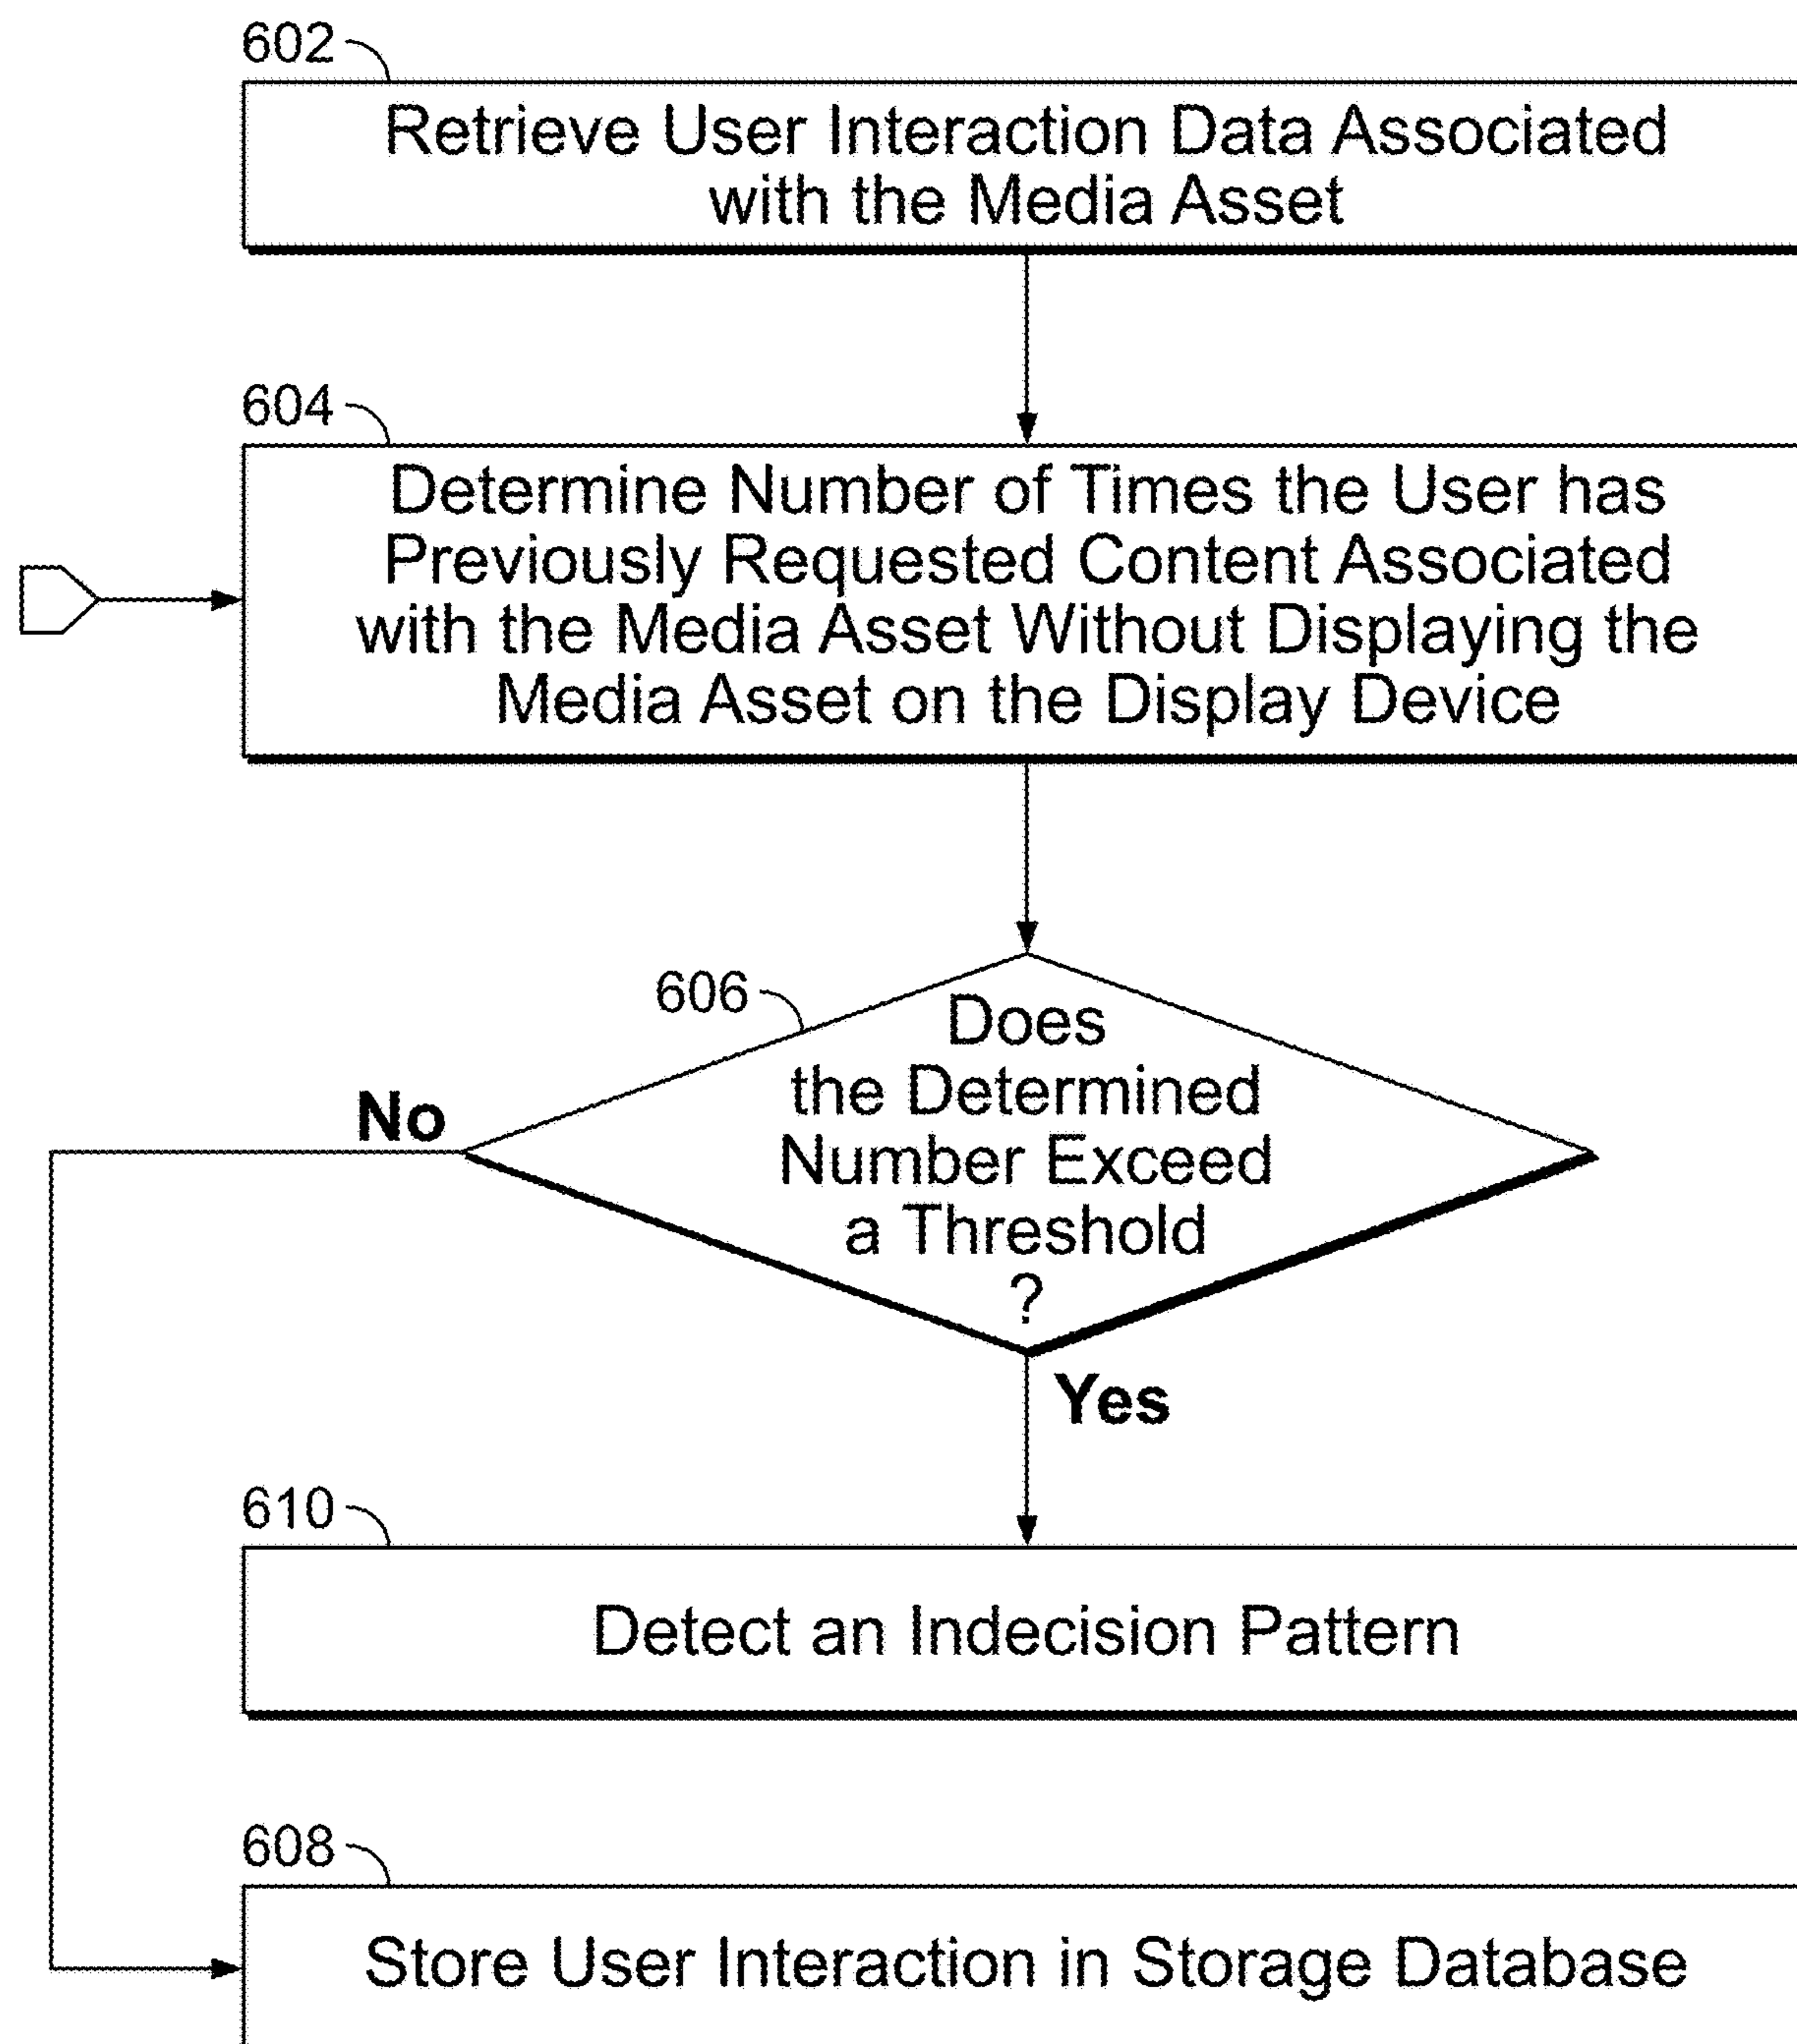 602
Retrieve User Interaction Data Associated
with the Media Asset
604
Determine Number of Times the User has
Previously Requested Content Associated
with the Media Asset Without Displaying the
Media Asset on the Display Device
606
Does
the Determined
Number Exceed
a Threshold
?
No
Yes
610
Detect an Indecision Pattern
608
Store User Interaction in Storage Database